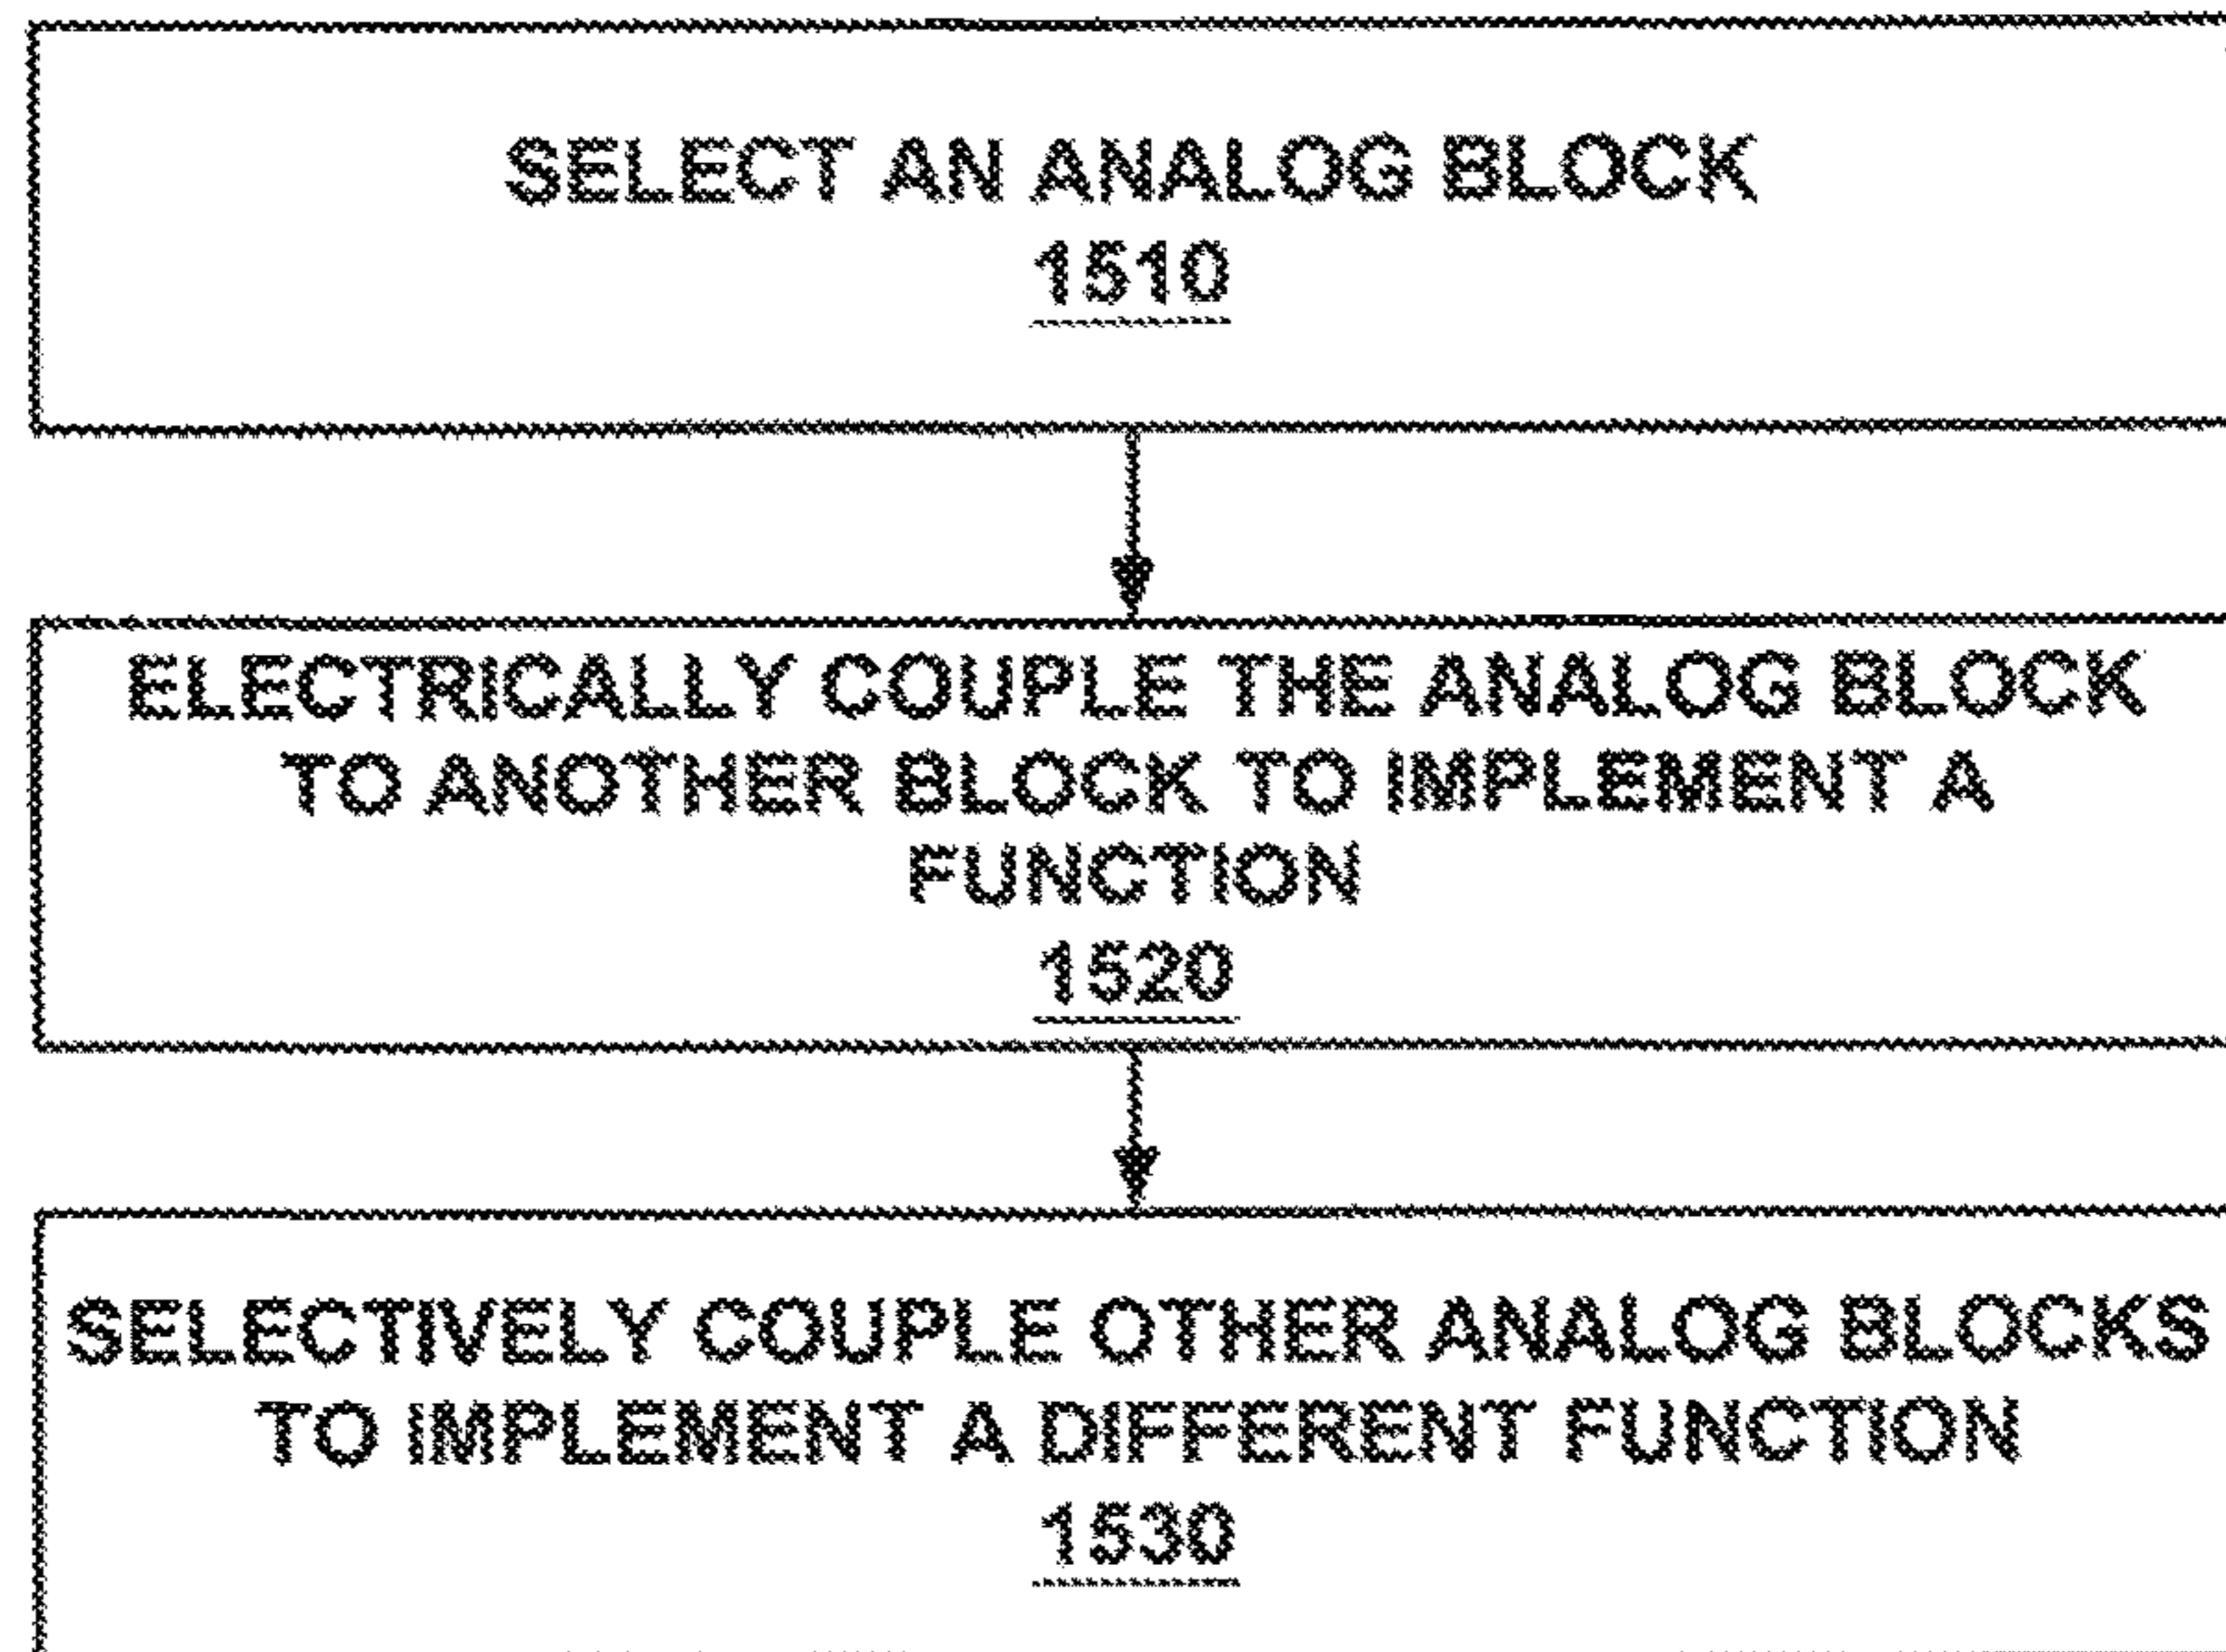 SELECT AN ANALOG BLOCK
1510
ELECTRICALLY COUPLE THE ANALOG BLOCK
TO ANOTHER BLOCK TO IMPLEMENT A
FUNCTION
1520
SELECTIVELY COUPLE OTHER ANALOG BLOCKS
TO IMPLEMENT A DIFFERENT FUNCTION
1530